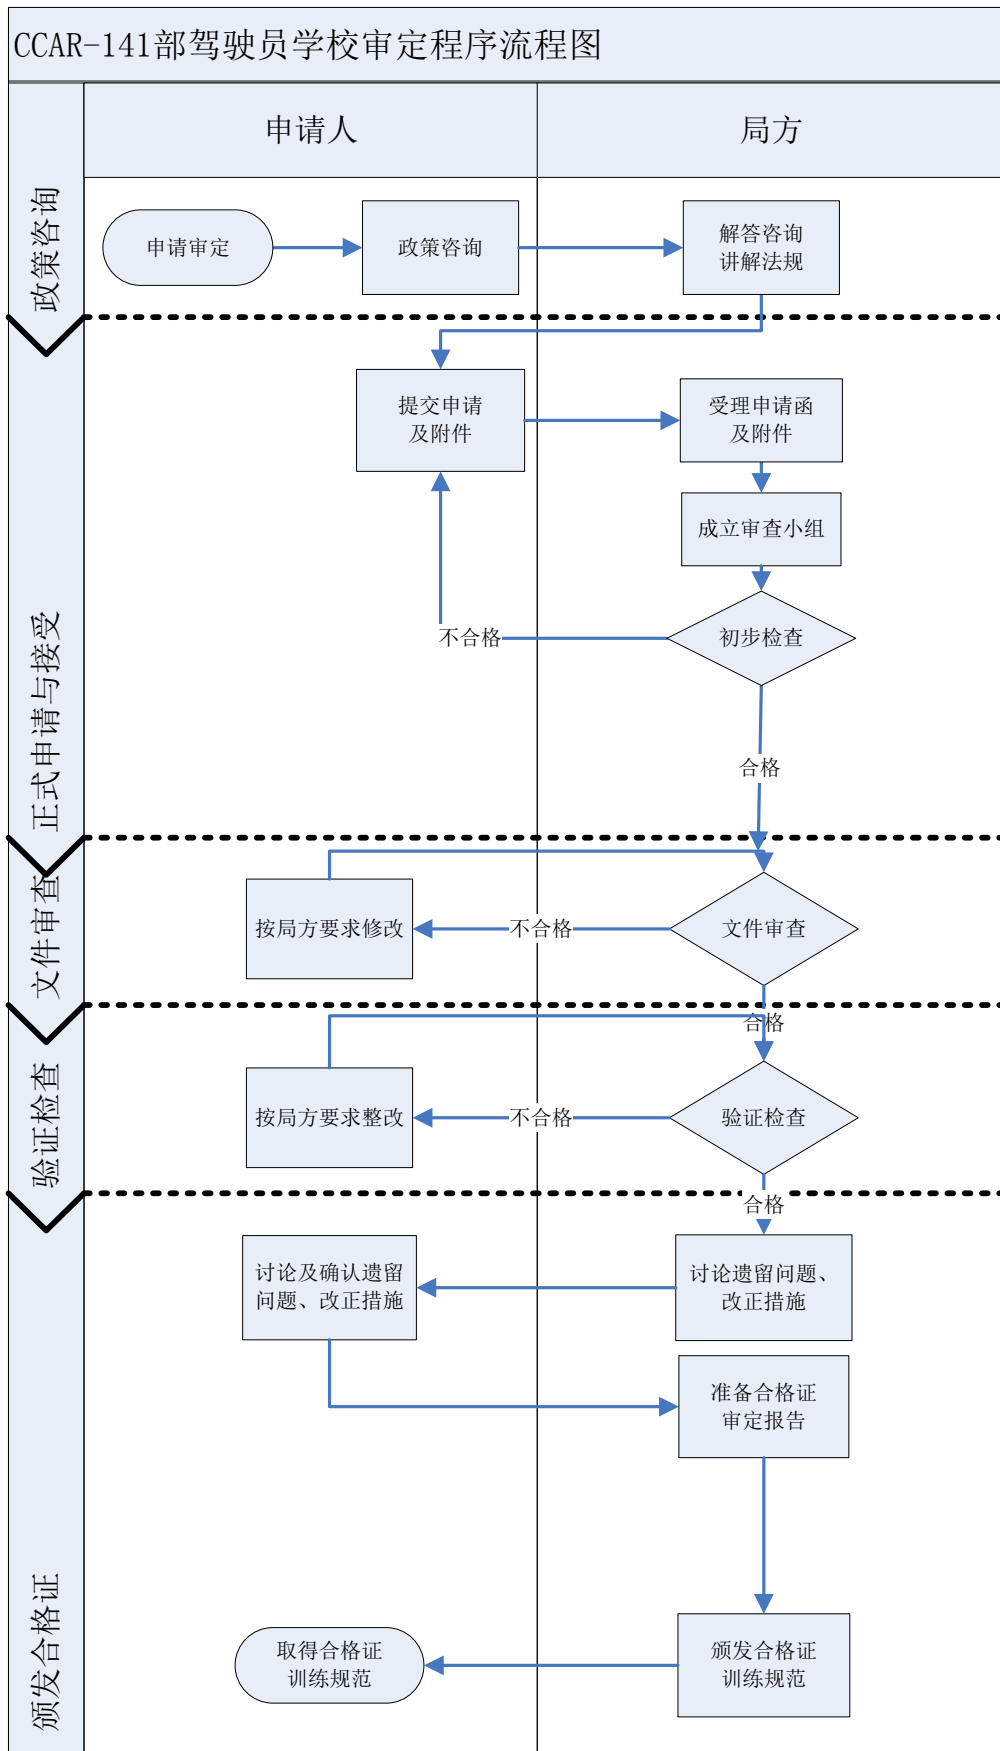 CCAR-141部驾驶员学校审定程序流程图
申请人
局方
政策咨询
申请审定
政策咨询
解答咨询
讲解法规
正式申请与接受
提交申请
及附件
受理申请函
及附件
成立审查小组
初步检查
不合格
合格
文件审查
按局方要求修改
不合格
文件审查
合格
验证检查
按局方要求整改
不合格
验证检查
合格
颁发合格证
讨论及确认遗留
问题、改正措施
讨论遗留问题、
改正措施
准备合格证
审定报告
取得合格证
训练规范
颁发合格证
训练规范